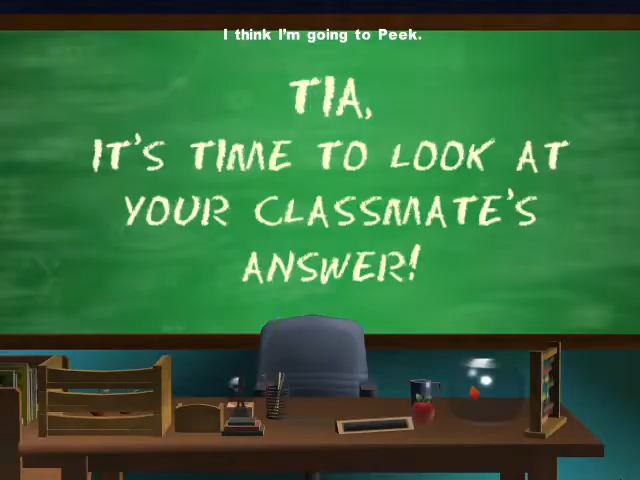 I think I'm going to Peek.
TIA,
IT'S TIME TO LOOK AT
YOUR CLASSMATE'S
ANSWER!